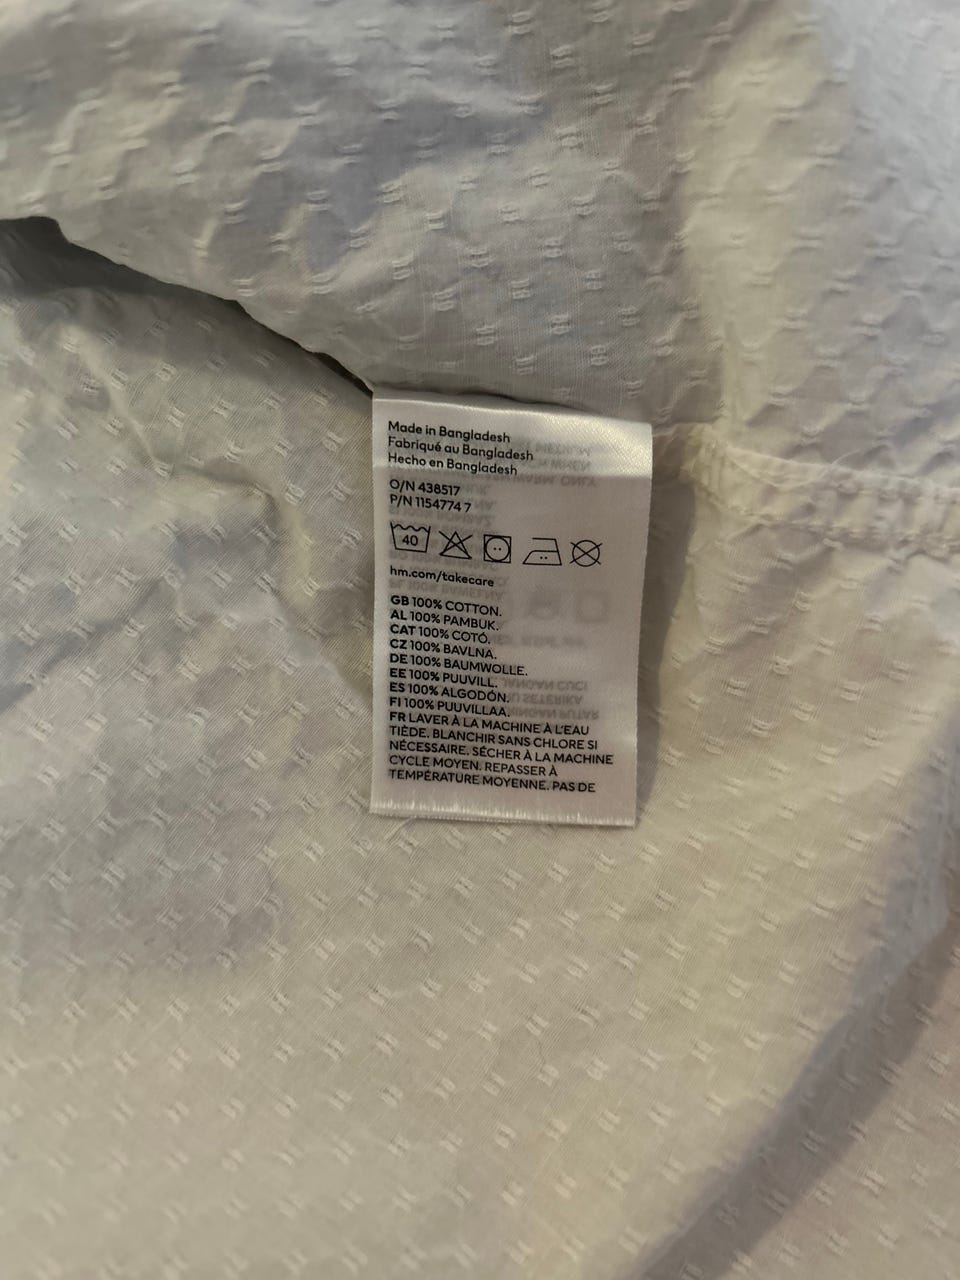 Made in Bangladesh
Fabriqué au Bangladesh
Hecho en Bangladesh
O/N 438517
P/N 1154774 7
40
hm.com/takecare
GB 100% COTTON.
AL 100% PAMBUK.
CAT 100% COTÓ.
CZ 100% BAVLNA.
DE 100% BAUMWOLLE.
EE 100% PUUVILL.
ES 100% ALGODÓN.
FI 100% PUUVILLAA.
FR LAVER À LA MACHINE À L'EAU
TIÈDE. BLANCHIR SANS CHLORE SI
NÉCESSAIRE. SÉCHER À LA MACHINE
CYCLE MOYEN. REPASSER À
TEMPÉRATURE MOYENNE. PAS DE